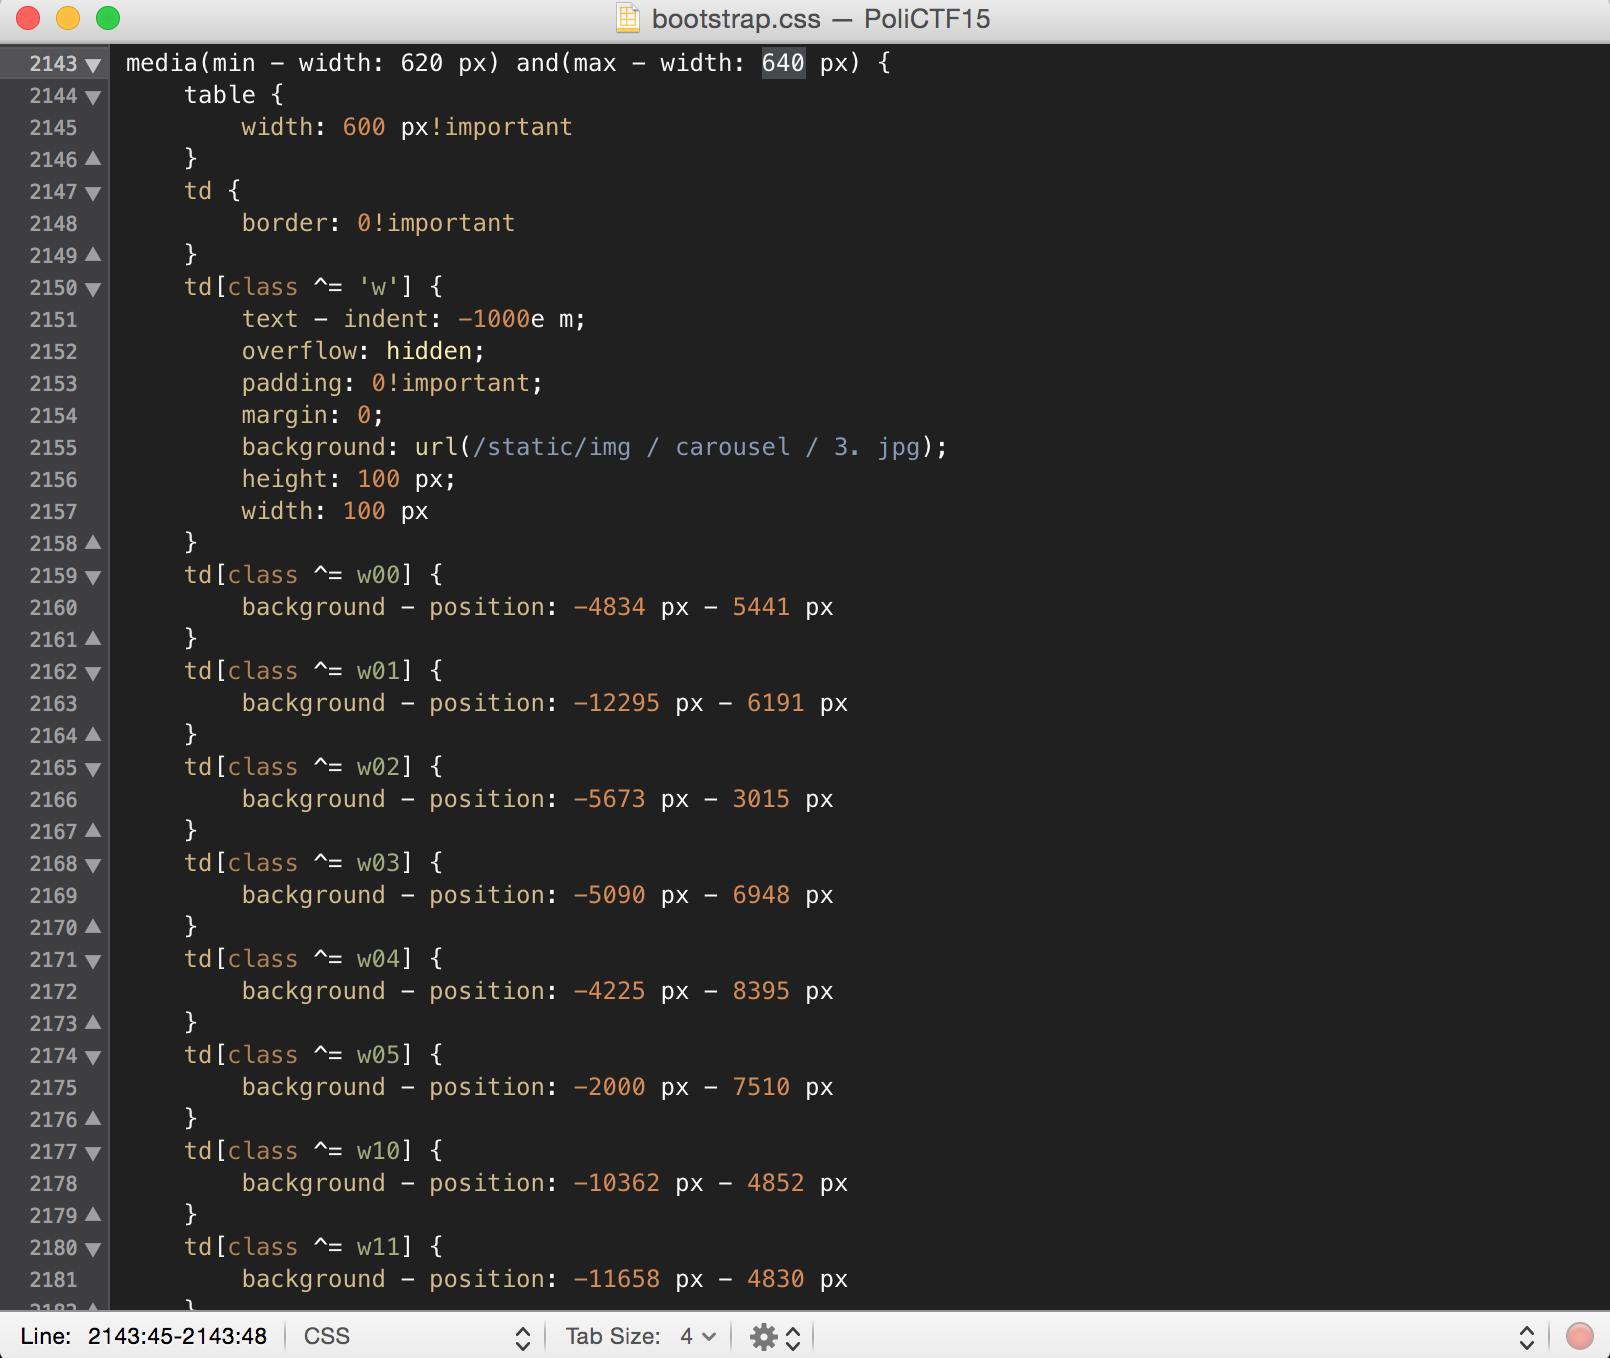 bootstrap.css — PoliCTF15
2143 media(min - width: 620 px) and(max - width: 640 px) {
2144 table {
2145 width: 600 px!important
2146 }
2147 td {
2148 border: 0!important
2149 }
2150 td[class ^= 'w'] {
2151 text - indent: -1000e m;
2152 overflow: hidden;
2153 padding: 0!important;
2154 margin: 0;
2155 background: url(/static/img / carousel / 3. jpg);
2156 height: 100 px;
2157 width: 100 px
2158 }
2159 td[class ^= w00] {
2160 background - position: -4834 px - 5441 px
2161 }
2162 td[class ^= w01] {
2163 background - position: -12295 px - 6191 px
2164 }
2165 td[class ^= w02] {
2166 background - position: -5673 px - 3015 px
2167 }
2168 td[class ^= w03] {
2169 background - position: -5090 px - 6948 px
2170 }
2171 td[class ^= w04] {
2172 background - position: -4225 px - 8395 px
2173 }
2174 td[class ^= w05] {
2175 background - position: -2000 px - 7510 px
2176 }
2177 td[class ^= w10] {
2178 background - position: -10362 px - 4852 px
2179 }
2180 td[class ^= w11] {
2181 background - position: -11658 px - 4830 px
2182 }
Line: 2143:45-2143:48 CSS Tab Size: 4